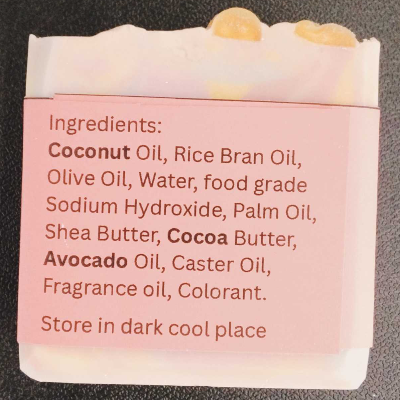 Ingredients:
Coconut Oil, Rice Bran Oil,
Olive Oil, Water, food grade
Sodium Hydroxide, Palm Oil,
Shea Butter, Cocoa Butter,
Avocado Oil, Caster Oil,
Fragrance oil, Colorant.
Store in dark cool place